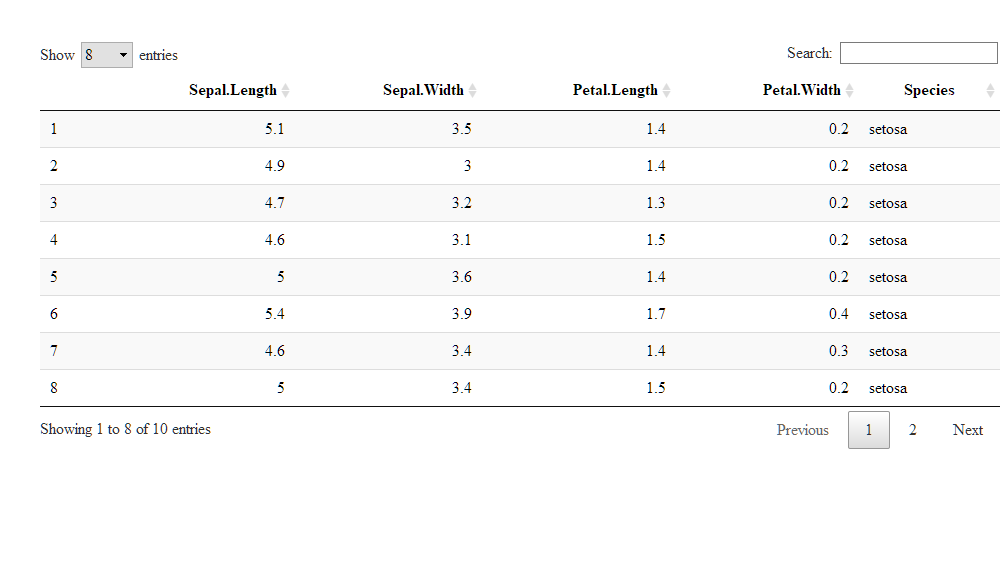 Show 8 entries Search:
Sepal.Length Sepal.Width Petal.Length Petal.Width Species
1 5.1 3.5 1.4 0.2 setosa
2 4.9 3 1.4 0.2 setosa
3 4.7 3.2 1.3 0.2 setosa
4 4.6 3.1 1.5 0.2 setosa
5 5 3.6 1.4 0.2 setosa
6 5.4 3.9 1.7 0.4 setosa
7 4.6 3.4 1.4 0.3 setosa
8 5 3.4 1.5 0.2 setosa
Showing 1 to 8 of 10 entries Previous 1 2 Next